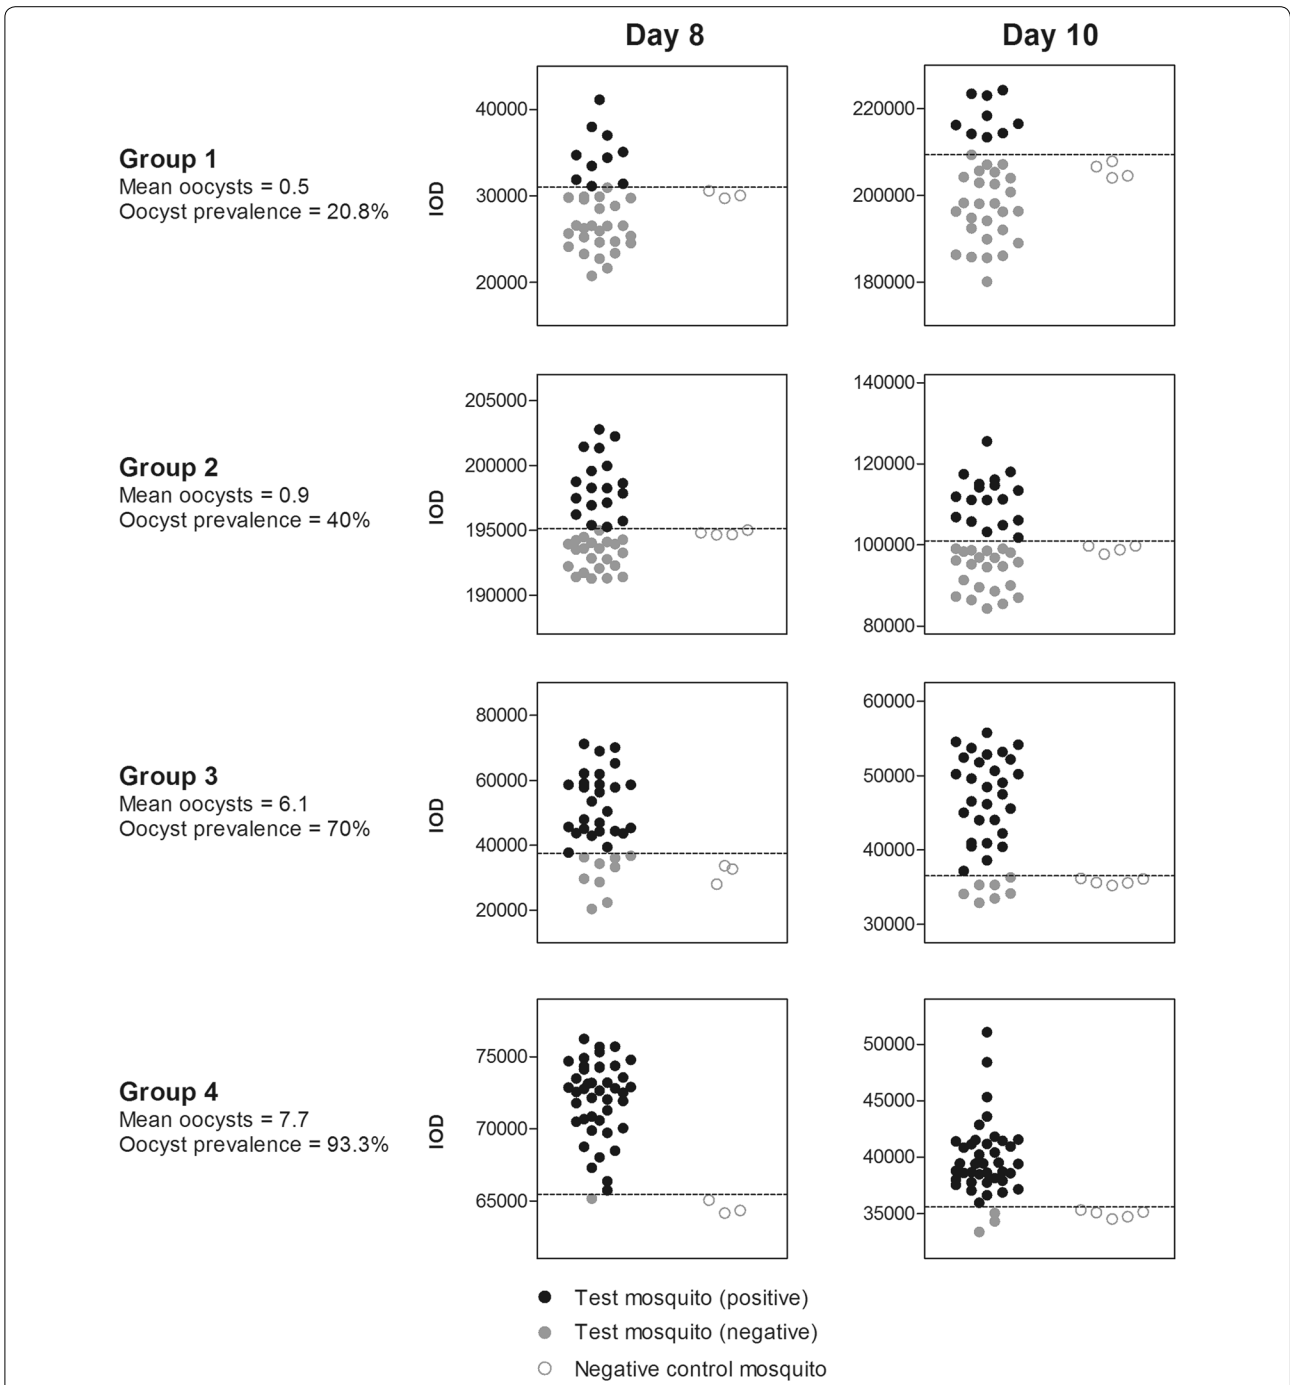 Day 8
Day 10
Group 1
Mean oocysts = 0.5
Oocyst prevalence = 20.8%
IOD
40000
30000
20000
220000
200000
180000
Group 2
Mean oocysts = 0.9
Oocyst prevalence = 40%
IOD
205000
200000
195000
190000
140000
120000
100000
80000
Group 3
Mean oocysts = 6.1
Oocyst prevalence = 70%
IOD
80000
60000
40000
20000
60000
50000
40000
30000
Group 4
Mean oocysts = 7.7
Oocyst prevalence = 93.3%
IOD
75000
70000
65000
50000
45000
40000
35000
Test mosquito (positive)
Test mosquito (negative)
Negative control mosquito